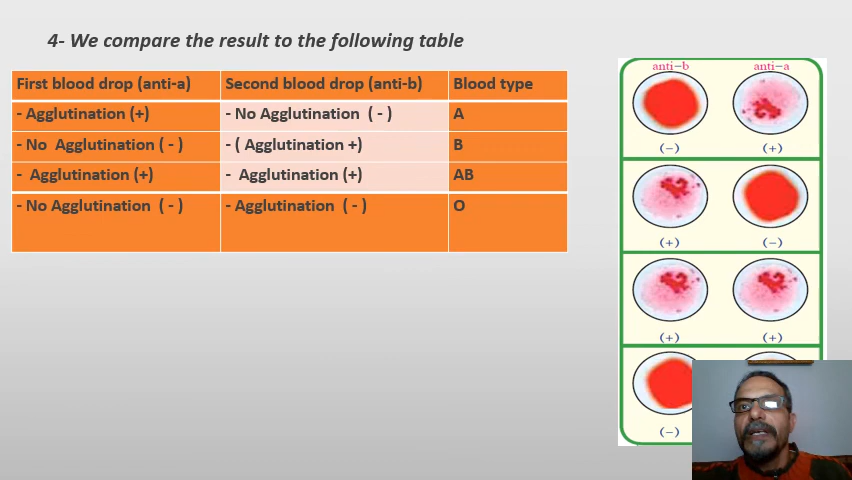 4- We compare the result to the following table
First blood drop (anti-a) Second blood drop (anti-b) Blood type
- Agglutination (+) - No Agglutination ( - ) A
- No Agglutination ( - ) - ( Agglutination +) B
- Agglutination (+) - Agglutination (+) AB
- No Agglutination ( - ) - Agglutination ( - ) O
anti-b anti-a
(-) (+)
(+) (-)
(+) (+)
(-)